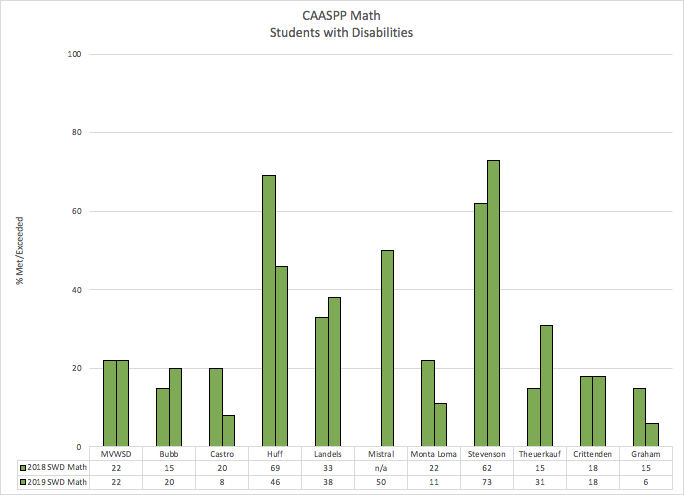 CAASPP Math
Students with Disabilities
100
80
60
40
20
0
% Met/Exceeded
MVWSD Bubb Castro Huff Landels Mistral Monta Loma Stevenson Theuerkauf Crittenden Graham
2018 SWD Math 22 15 20 69 33 n/a 22 62 15 18 15
2019 SWD Math 22 20 8 46 38 50 11 73 31 18 6